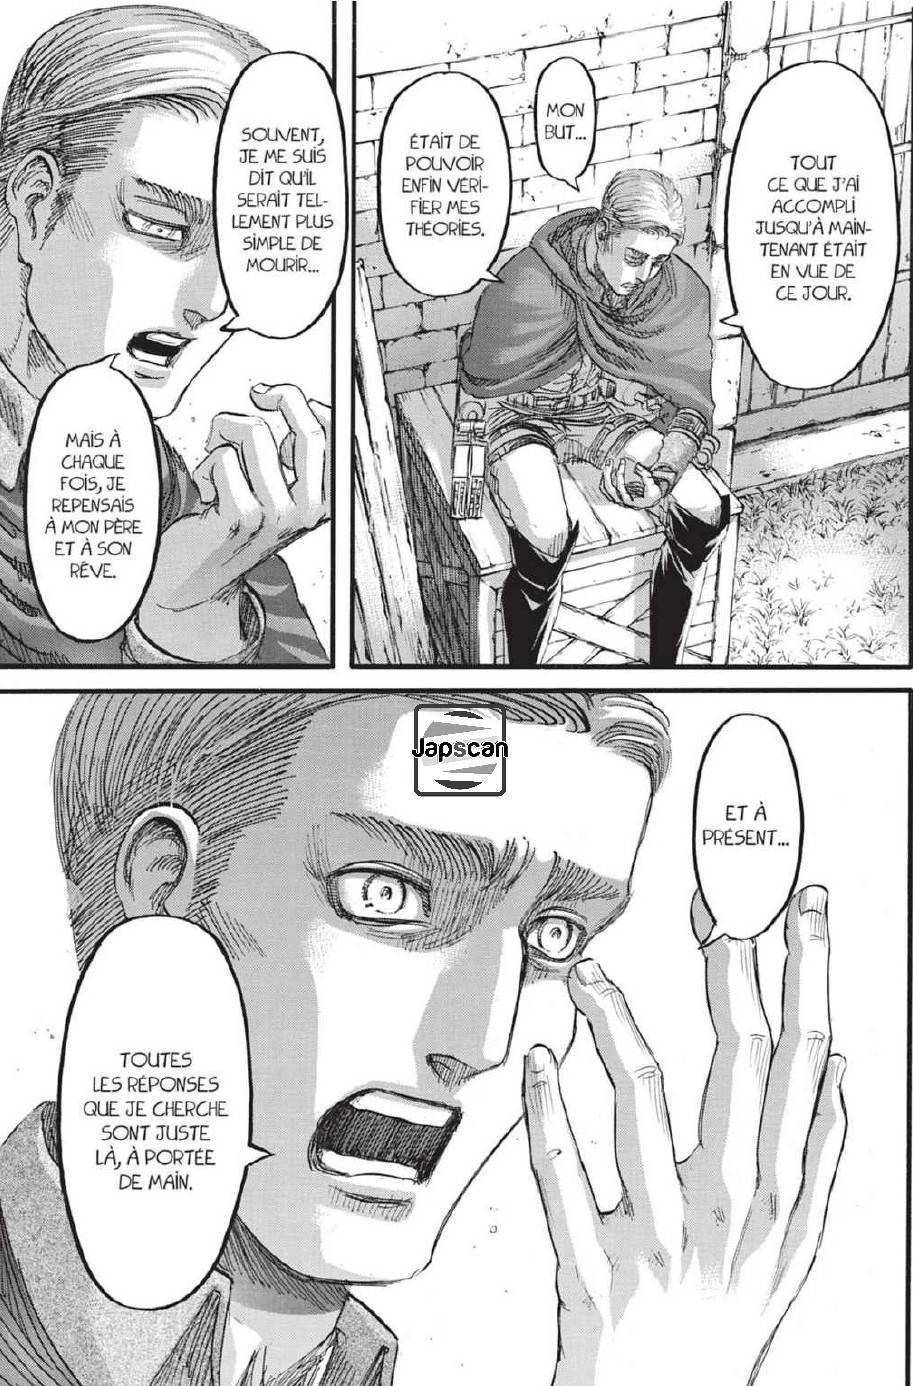 TOUT
CE QUE J'AI
ACCOMPLI
JUSQU'À MAIN-
TENANT ÉTAIT
EN VUE DE
CE JOUR.
MON
BUT...
ÉTAIT DE
POUVOIR
ENFIN VÉRI-
FIER MES
THÉORIES.
SOUVENT,
JE ME SUIS
DIT QU'IL
SERAIT TEL-
LEMENT PLUS
SIMPLE DE
MOURIR...
MAIS À
CHAQUE
FOIS, JE
REPENSAIS
À MON PÈRE
ET À SON
RÊVE.
Japscan
ET À
PRÉSENT...
TOUTES
LES RÉPONSES
QUE JE CHERCHE
SONT JUSTE
LÀ, À PORTÉE
DE MAIN.